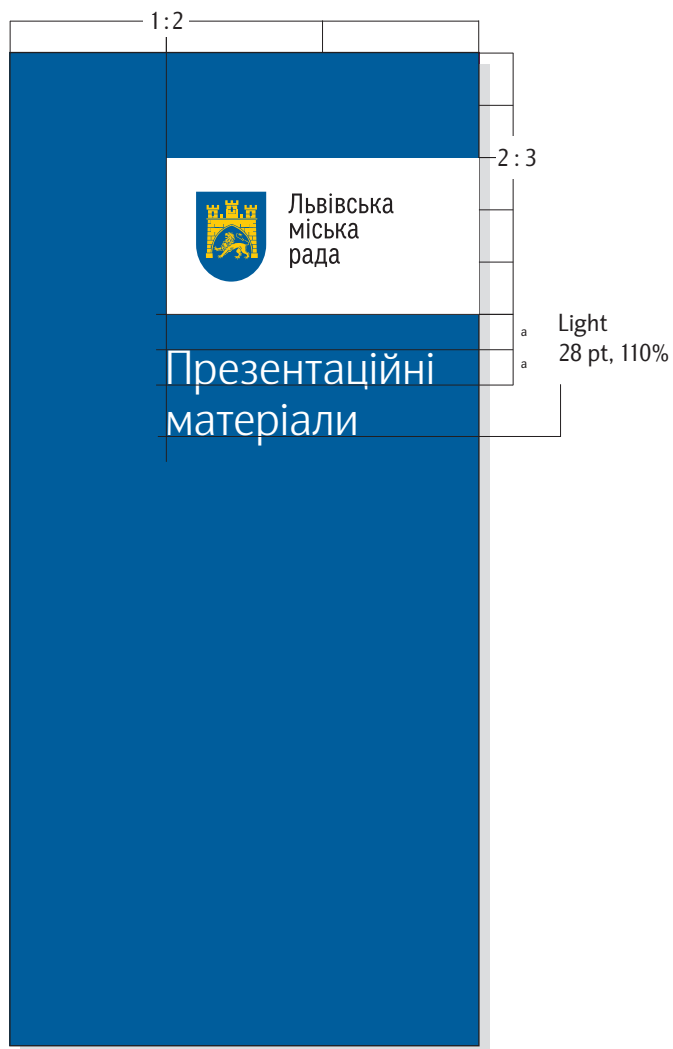 1:2
2:3
Львівська
міська
рада
a
Light
28 pt, 110%
a
Презентаційні
матеріали